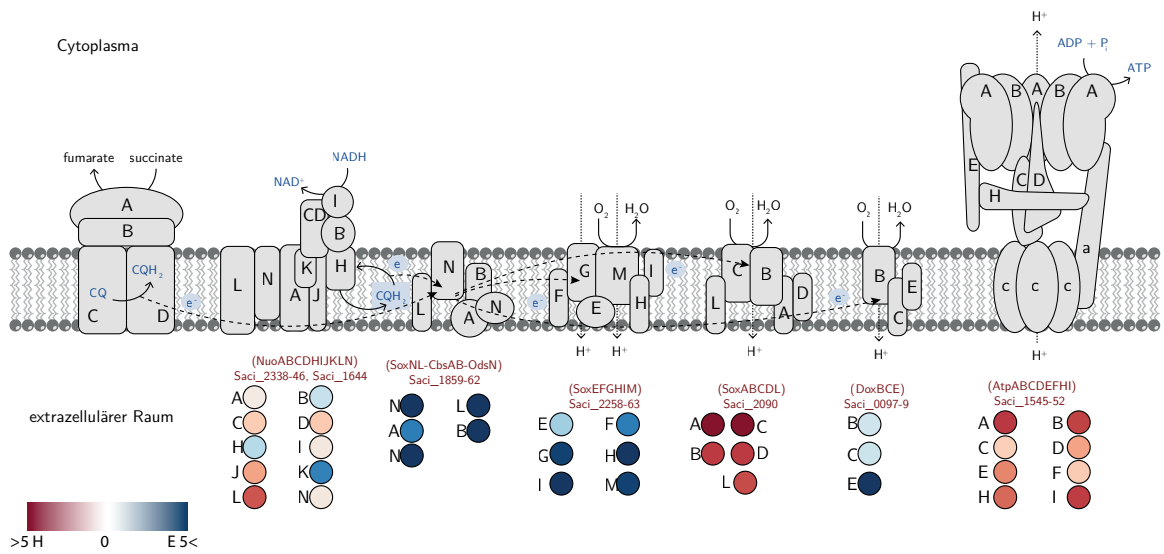 Cytoplasma
H⁺
ADP + Pᵢ
ATP
A B A B A
fumarate succinate
NADH
NAD⁺
E
C D
H
A
I
CD
B
B
O₂ H₂O
O₂ H₂O
O₂ H₂O
CQH₂
CQ
C D
e⁻
L N K A J H
e⁻
CQH₂
L N B A N
e⁻
F G M I E H
e⁻
C B L A D
e⁻
B E C
a
c c c
H⁺ H⁺
H⁺
H⁺
H⁺
(NuoABCDHIJKLN)
Saci_2338-46, Saci_1644
A B
C D
H I
J K
L N
(SoxNL-CbsAB-OdsN)
Saci_1859-62
N L
A B
N
(SoxEFGHIM)
Saci_2258-63
E F
G H
I M
(SoxABCDL)
Saci_2090
A C
B D
L
(DoxBCE)
Saci_0097-9
B
C
E
(AtpABCDEFHI)
Saci_1545-52
A B
C D
E F
H I
extrazellulärer Raum
>5 H 0 E 5<